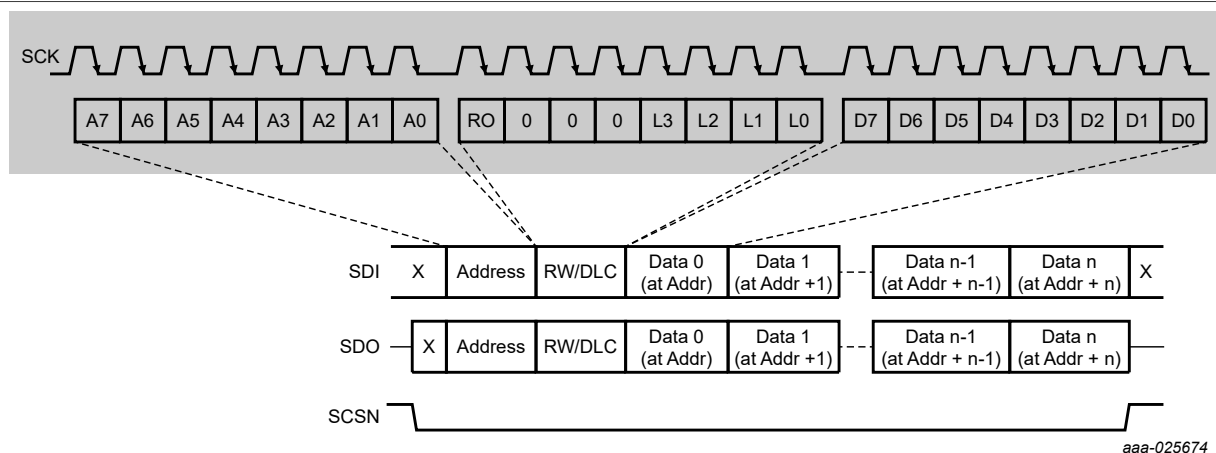 SCK
A7 A6 A5 A4 A3 A2 A1 A0 RO 0 0 0 L3 L2 L1 L0 D7 D6 D5 D4 D3 D2 D1 D0
SDI X Address RW/DLC Data 0 Data 1 Data n-1 Data n X
(at Addr) (at Addr +1) (at Addr + n-1) (at Addr + n)
SDO X Address RW/DLC Data 0 Data 1 Data n-1 Data n
(at Addr) (at Addr +1) (at Addr + n-1) (at Addr + n)
SCSN
aaa-025674